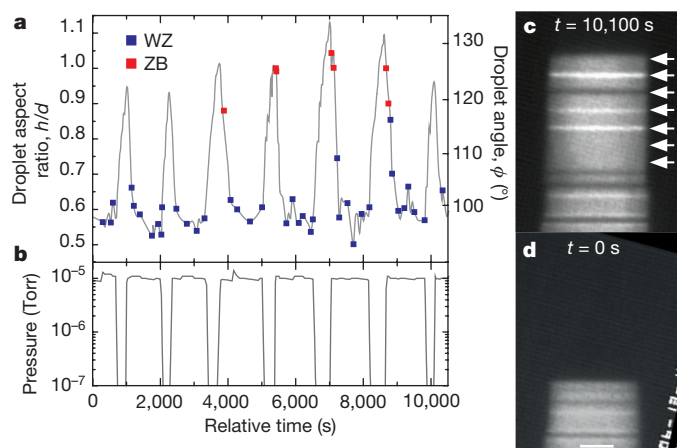 a
1.1
1.0
0.9
0.8
0.7
0.6
0.5
Droplet aspect
ratio, h/d
WZ
ZB
135
120
110
100
Droplet angle, ϕ (°)
b
10⁻⁵
10⁻⁶
10⁻⁷
Pressure (Torr)
0
2,000
4,000
6,000
8,000
10,000
Relative time (s)
c
t = 10,100 s
d
t = 0 s